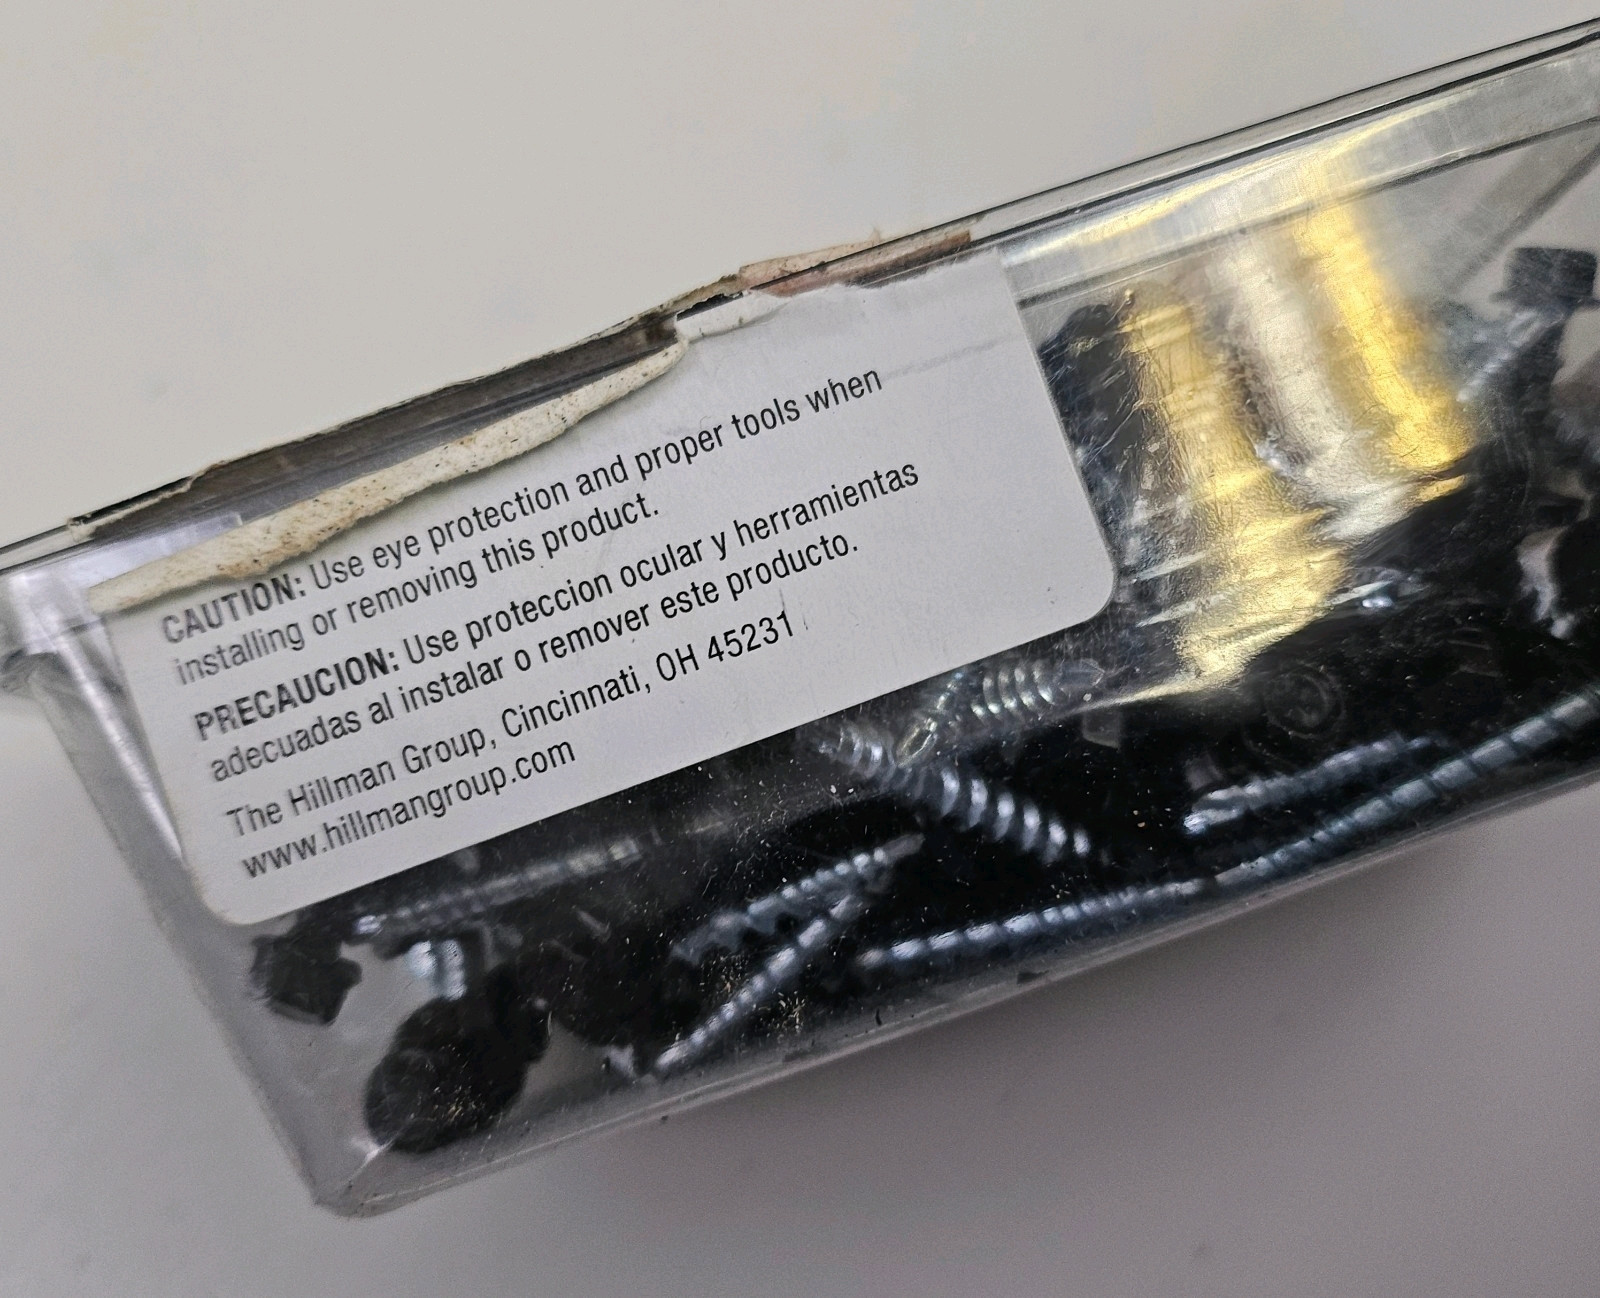 CAUTION: Use eye protection and proper tools when
installing or removing this product.
PRECAUCION: Use proteccion ocular y herramientas
adecuadas al instalar o remover este producto.
The Hillman Group, Cincinnati, OH 45231
www.hillmangroup.com